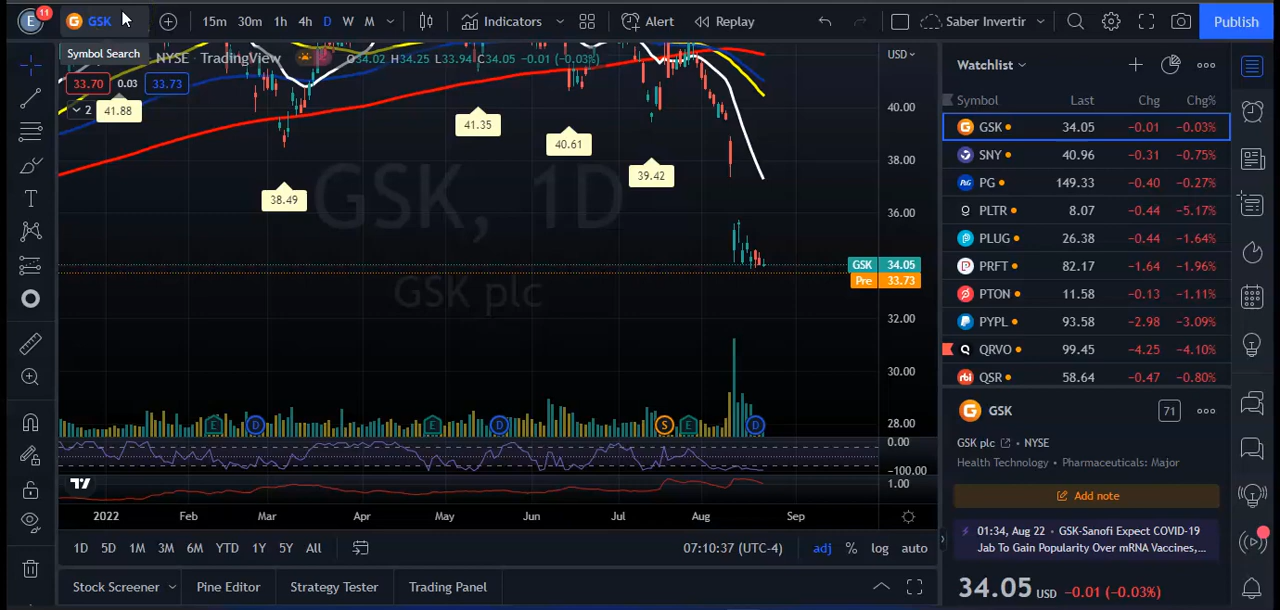 E 11 GSK 15m 30m 1h 4h D W M Indicators Alert Replay Saber Invertir Publish
Symbol Search
NYSE TradingView O34.02 H34.25 L33.94 C34.05 −0.01 (−0.03%)
33.70 0.03 33.73
2 41.88
38.49
41.35
40.61
39.42
GSK, 1D
GSK plc
USD
40.00
38.00
36.00
GSK 34.05
Pre 33.73
32.00
30.00
28.00
0.00
−100.00
1.00
E D E D S E D
2022 Feb Mar Apr May Jun Jul Aug Sep
1D 5D 1M 3M 6M YTD 1Y 5Y All 07:10:37 (UTC-4) adj % log auto
Stock Screener Pine Editor Strategy Tester Trading Panel
Watchlist
Symbol Last Chg Chg%
GSK 34.05 −0.01 −0.03%
SNY 40.96 −0.31 −0.75%
PG 149.33 −0.40 −0.27%
PLTR 8.07 −0.44 −5.17%
PLUG 26.38 −0.44 −1.64%
PRFT 82.17 −1.64 −1.96%
PTON 11.58 −0.13 −1.11%
PYPL 93.58 −2.98 −3.09%
QRVO 99.45 −4.25 −4.10%
rbi QSR 58.64 −0.47 −0.80%
GSK 71
GSK plc • NYSE
Health Technology • Pharmaceuticals: Major
Add note
01:34, Aug 22 • GSK-Sanofi Expect COVID-19
Jab To Gain Popularity Over mRNA Vaccines,...
34.05 USD −0.01 (−0.03%)